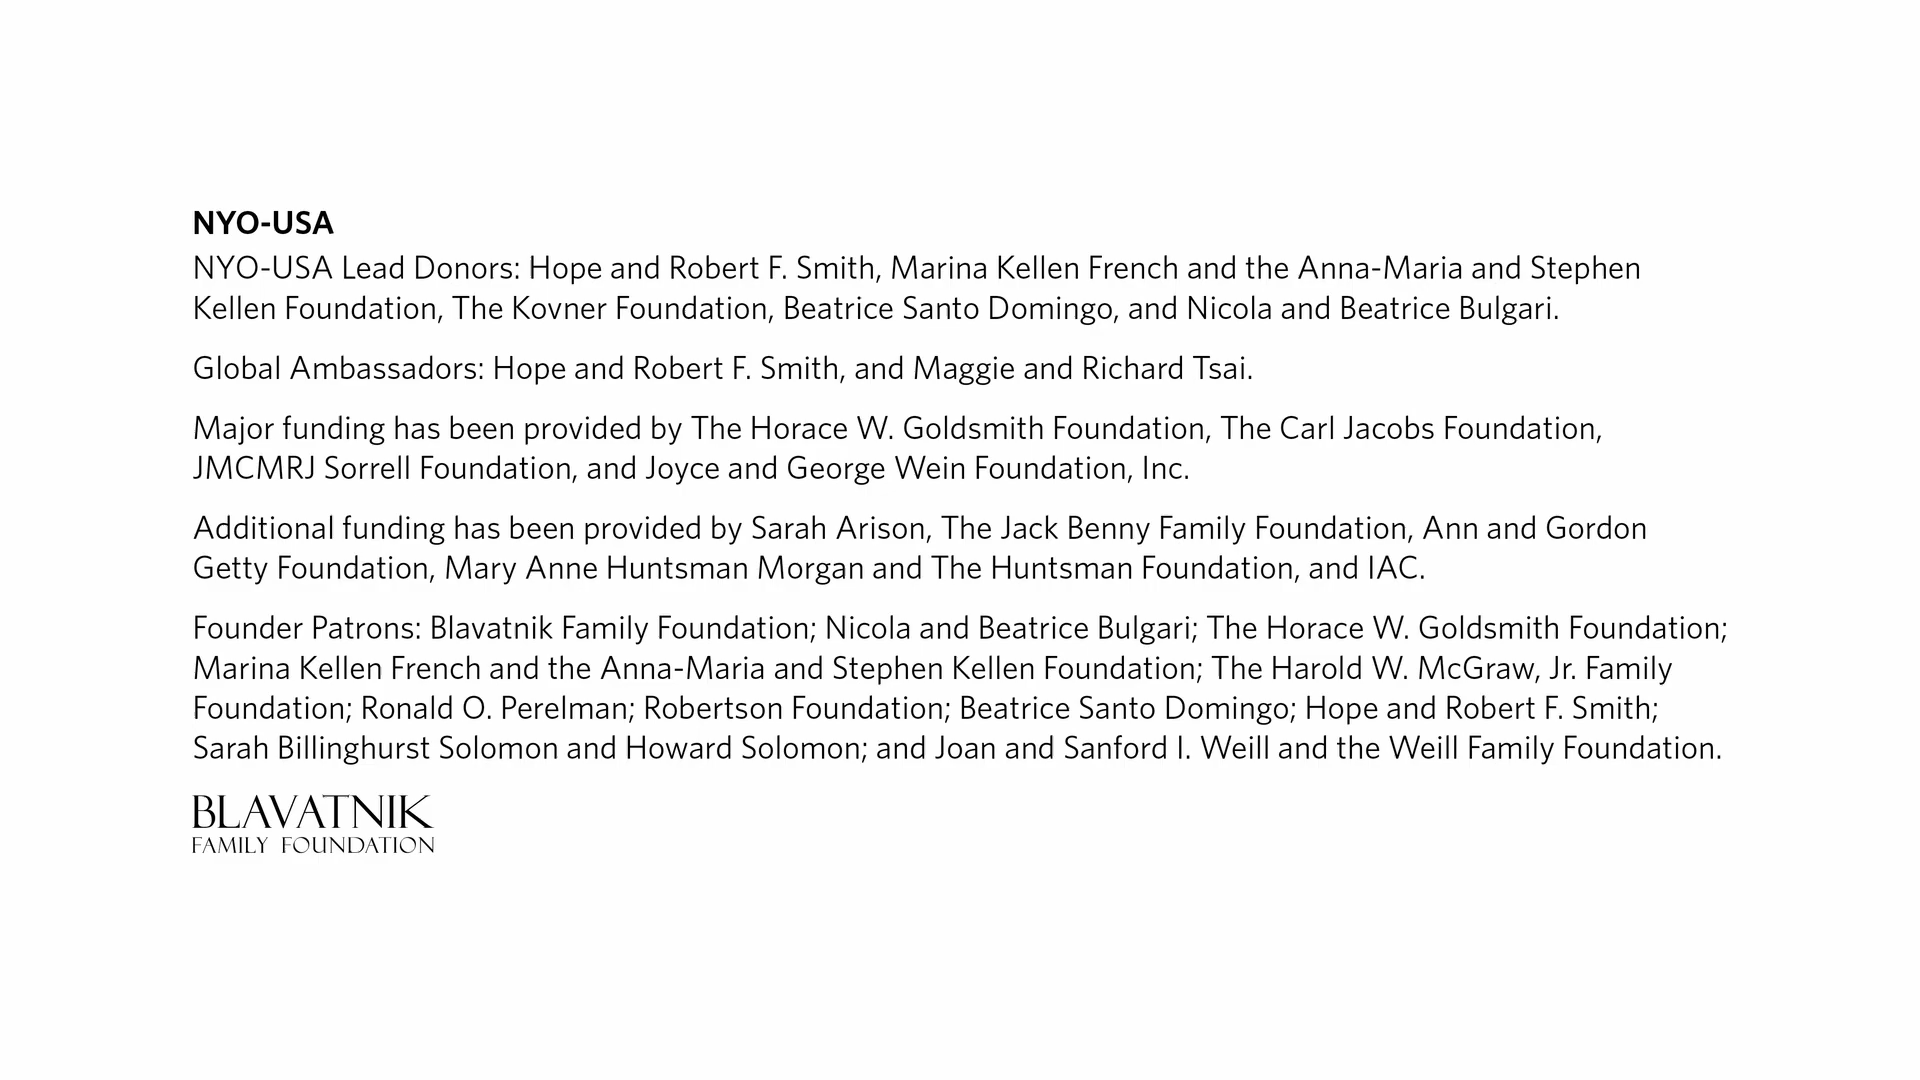 NYO-USA
NYO-USA Lead Donors: Hope and Robert F. Smith, Marina Kellen French and the Anna-Maria and Stephen
Kellen Foundation, The Kovner Foundation, Beatrice Santo Domingo, and Nicola and Beatrice Bulgari.
Global Ambassadors: Hope and Robert F. Smith, and Maggie and Richard Tsai.
Major funding has been provided by The Horace W. Goldsmith Foundation, The Carl Jacobs Foundation,
JMCMRJ Sorrell Foundation, and Joyce and George Wein Foundation, Inc.
Additional funding has been provided by Sarah Arison, The Jack Benny Family Foundation, Ann and Gordon
Getty Foundation, Mary Anne Huntsman Morgan and The Huntsman Foundation, and IAC.
Founder Patrons: Blavatnik Family Foundation; Nicola and Beatrice Bulgari; The Horace W. Goldsmith Foundation;
Marina Kellen French and the Anna-Maria and Stephen Kellen Foundation; The Harold W. McGraw, Jr. Family
Foundation; Ronald O. Perelman; Robertson Foundation; Beatrice Santo Domingo; Hope and Robert F. Smith;
Sarah Billinghurst Solomon and Howard Solomon; and Joan and Sanford I. Weill and the Weill Family Foundation.
BLAVATNIK
FAMILY FOUNDATION